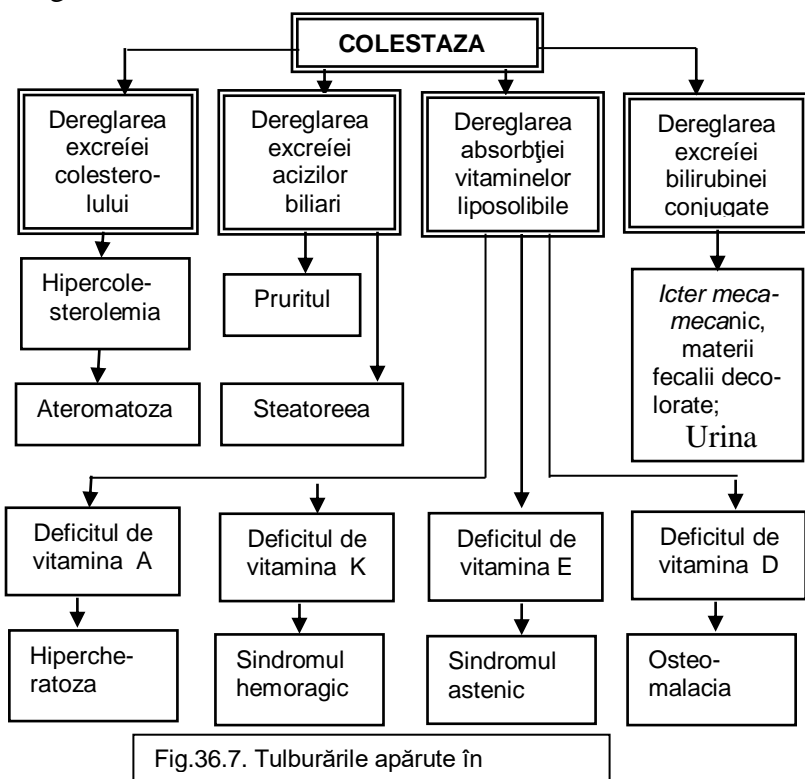 COLESTAZA
Dereglarea
excreíei
colestero-
lului
Dereglarea
excreíei
acizilor
biliari
Dereglarea
absorbţiei
vitaminelor
liposolibile
Dereglarea
excreíei
bilirubinei
conjugate
Hipercole-
sterolemia
Pruritul
Icter meca-
mecanic,
materii
fecalii deco-
lorate;
Urina
Ateromatoza
Steatoreea
Deficitul de
vitamina A
Deficitul de
vitamina K
Deficitul de
vitamina E
Deficitul de
vitamina D
Hiperche-
ratoza
Sindromul
hemoragic
Sindromul
astenic
Osteo-
malacia
Fig.36.7. Tulburările apărute în